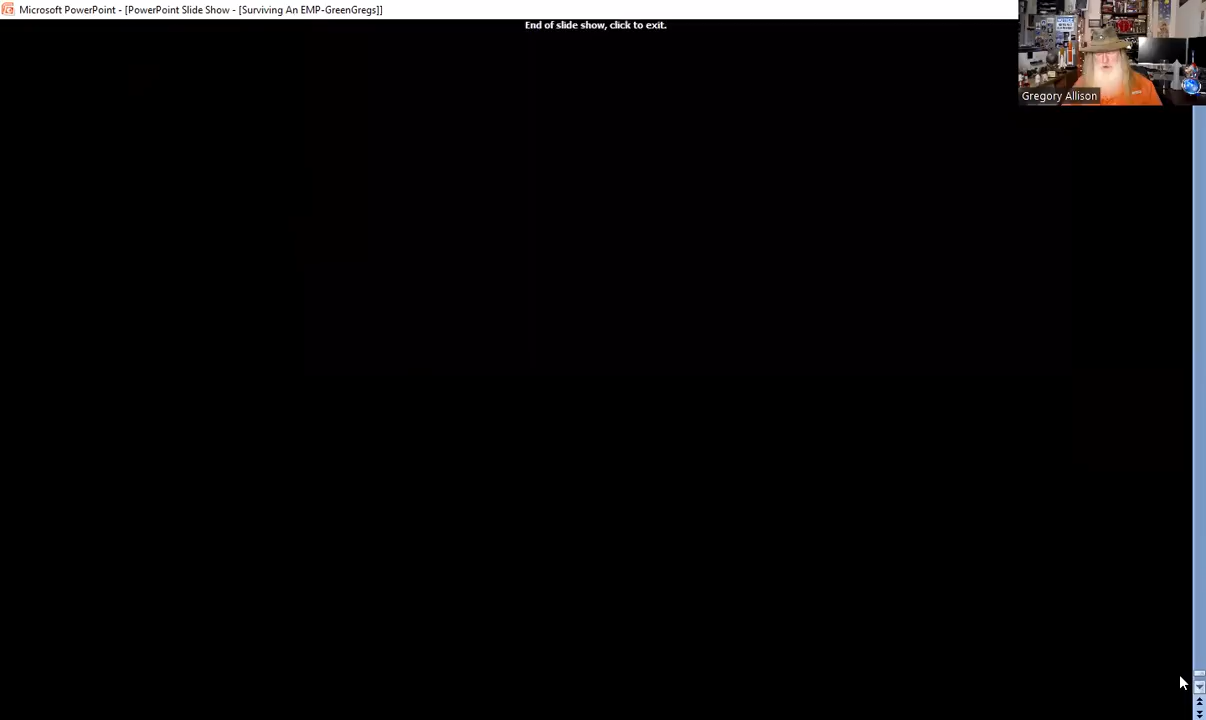 Microsoft PowerPoint - [PowerPoint Slide Show - [Surviving An EMP-GreenGregs]]
End of slide show, click to exit.
Gregory Allison